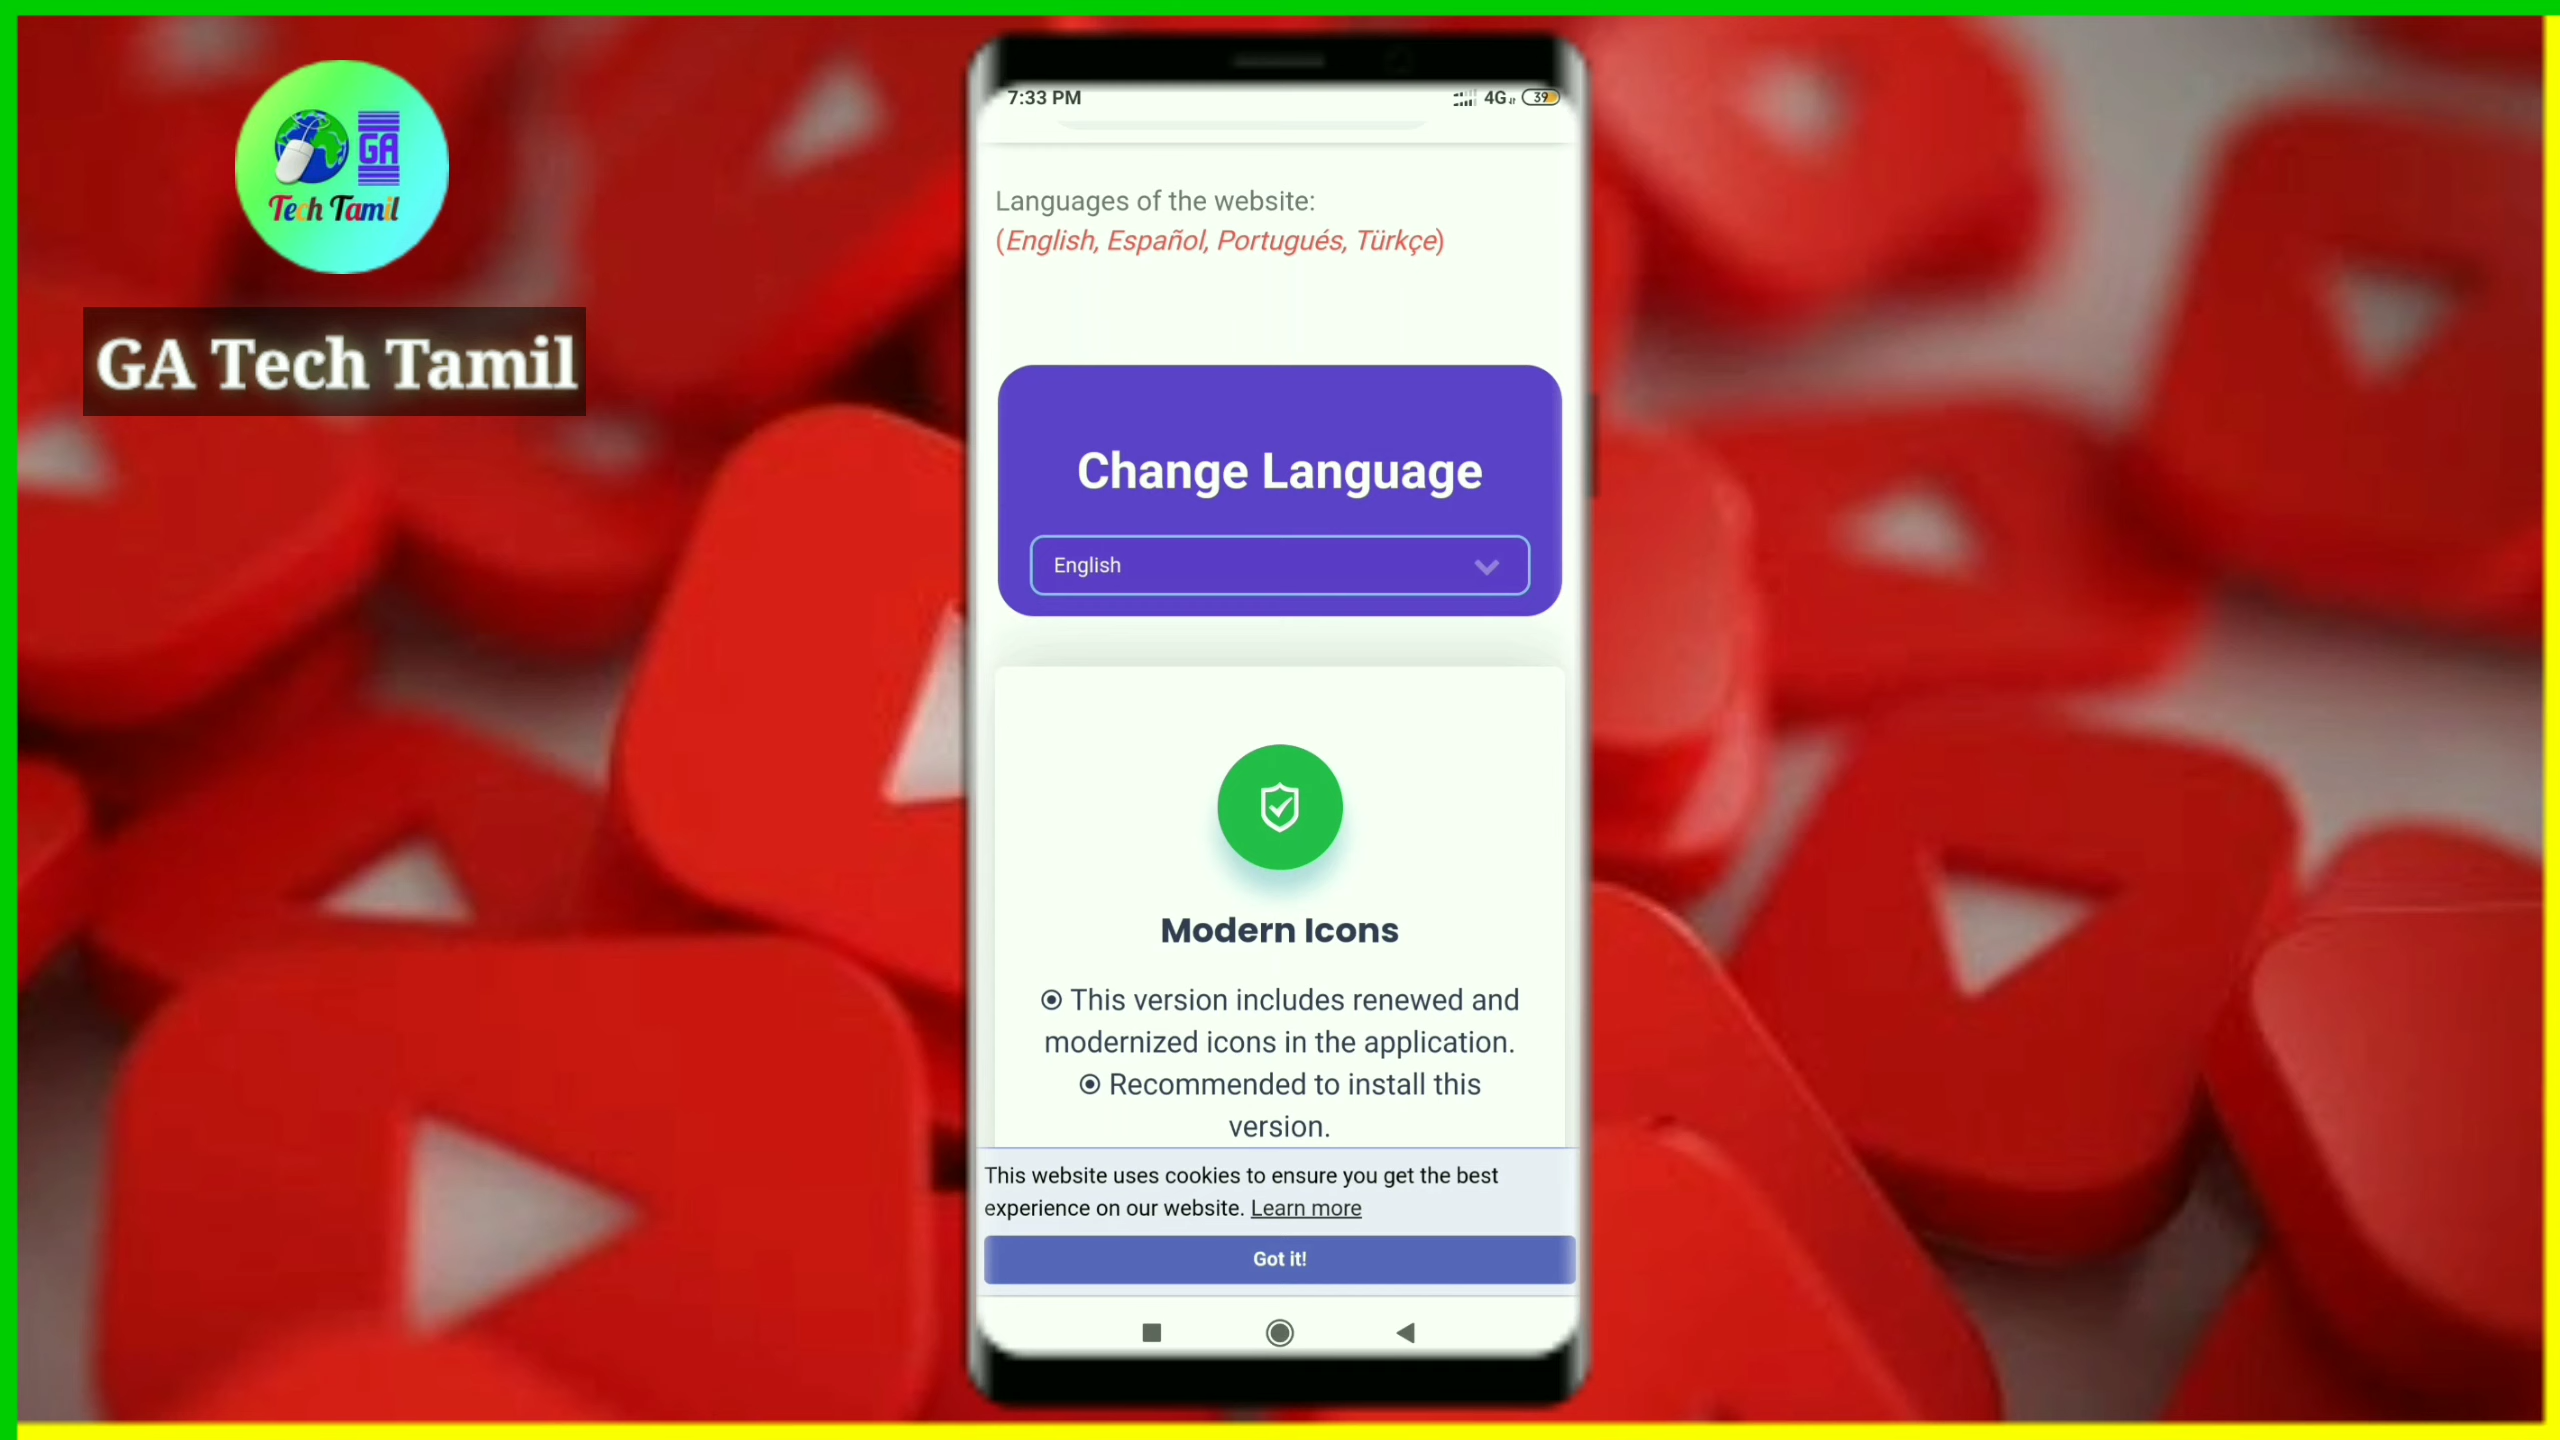 GA
Tech Tamil
GA Tech Tamil
7:33 PM
4G
39
Languages of the website:
(English, Español, Portugués, Türkçe)
Change Language
English
Modern Icons
This version includes renewed and
modernized icons in the application.
Recommended to install this
version.
This website uses cookies to ensure you get the best
experience on our website. Learn more
Got it!